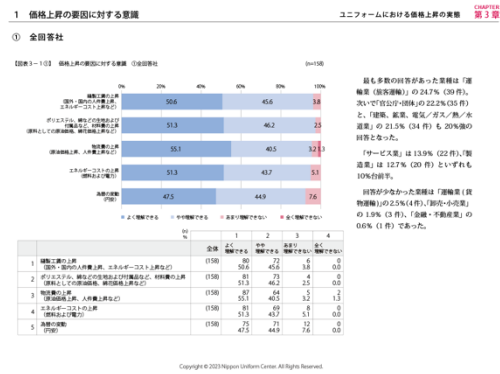 1 価格上昇の要因に対する意識
ユニフォームにおける価格上昇の実態
CHAPTER
第3章
① 全回答社
【図表3－1①】 価格上昇の要因に対する意識 ①全回答社
(n=158)
0% 20% 40% 60% 80% 100%
縫製工賃の上昇
(国外・国内の人件費上昇、
エネルギーコスト上昇など)
50.6 45.6 3.8
ポリエステル、綿などの生地および
付属品など、材料費の上昇
(原料としての原油価格、綿花価格上昇など)
51.3 46.2 2.5
物流費の上昇
(原油価格上昇、人件費上昇など)
55.1 40.5 3.2 1.3
エネルギーコストの上昇
(燃料および電力)
51.3 43.7 5.1
為替の変動
(円安)
47.5 44.9 7.6
よく理解できる やや理解できる あまり理解できない 全く理解できない
(n)
%
1 2 3 4
全体 よく
理解できる やや
理解できる あまり
理解できない 全く
理解できない
1 縫製工賃の上昇
(国外・国内の人件費上昇、エネルギーコスト上昇など)
(158) 80 72 6 0
50.6 45.6 3.8 0.0
2 ポリエステル、綿などの生地および付属品など、材料費の上昇
(原料としての原油価格、綿花価格上昇など)
(158) 81 73 4 0
51.3 46.2 2.5 0.0
3 物流費の上昇
(原油価格上昇、人件費上昇など)
(158) 87 64 5 2
55.1 40.5 3.2 1.3
4 エネルギーコストの上昇
(燃料および電力)
(158) 81 69 8 0
51.3 43.7 5.1 0.0
5 為替の変動
(円安)
(158) 75 71 12 0
47.5 44.9 7.6 0.0
最も多数の回答があった業種は「運
輸業（旅客運輸）」の 24.7%（39 件）。
次いで「官公庁・団体」の 22.2%（35 件）
と、「建築、鉱業、電気／ガス／熱／水
道業」の 21.5%（34 件）も 20%強の
回答となった。
「サービス業」は 13.9%（22 件）、「製
造業」は 12.7%（20 件）といずれも
10%台前半。
回答が少なかった業種は「運輸業（貨
物運輸）」の2.5%（4 件）、「卸売・小売業」
の 1.9%（3 件）、「金融・不動産業」の
0.6%（1 件）であった。
Copyright © 2023 Nippon Uniform Center. All Rights Reserved.